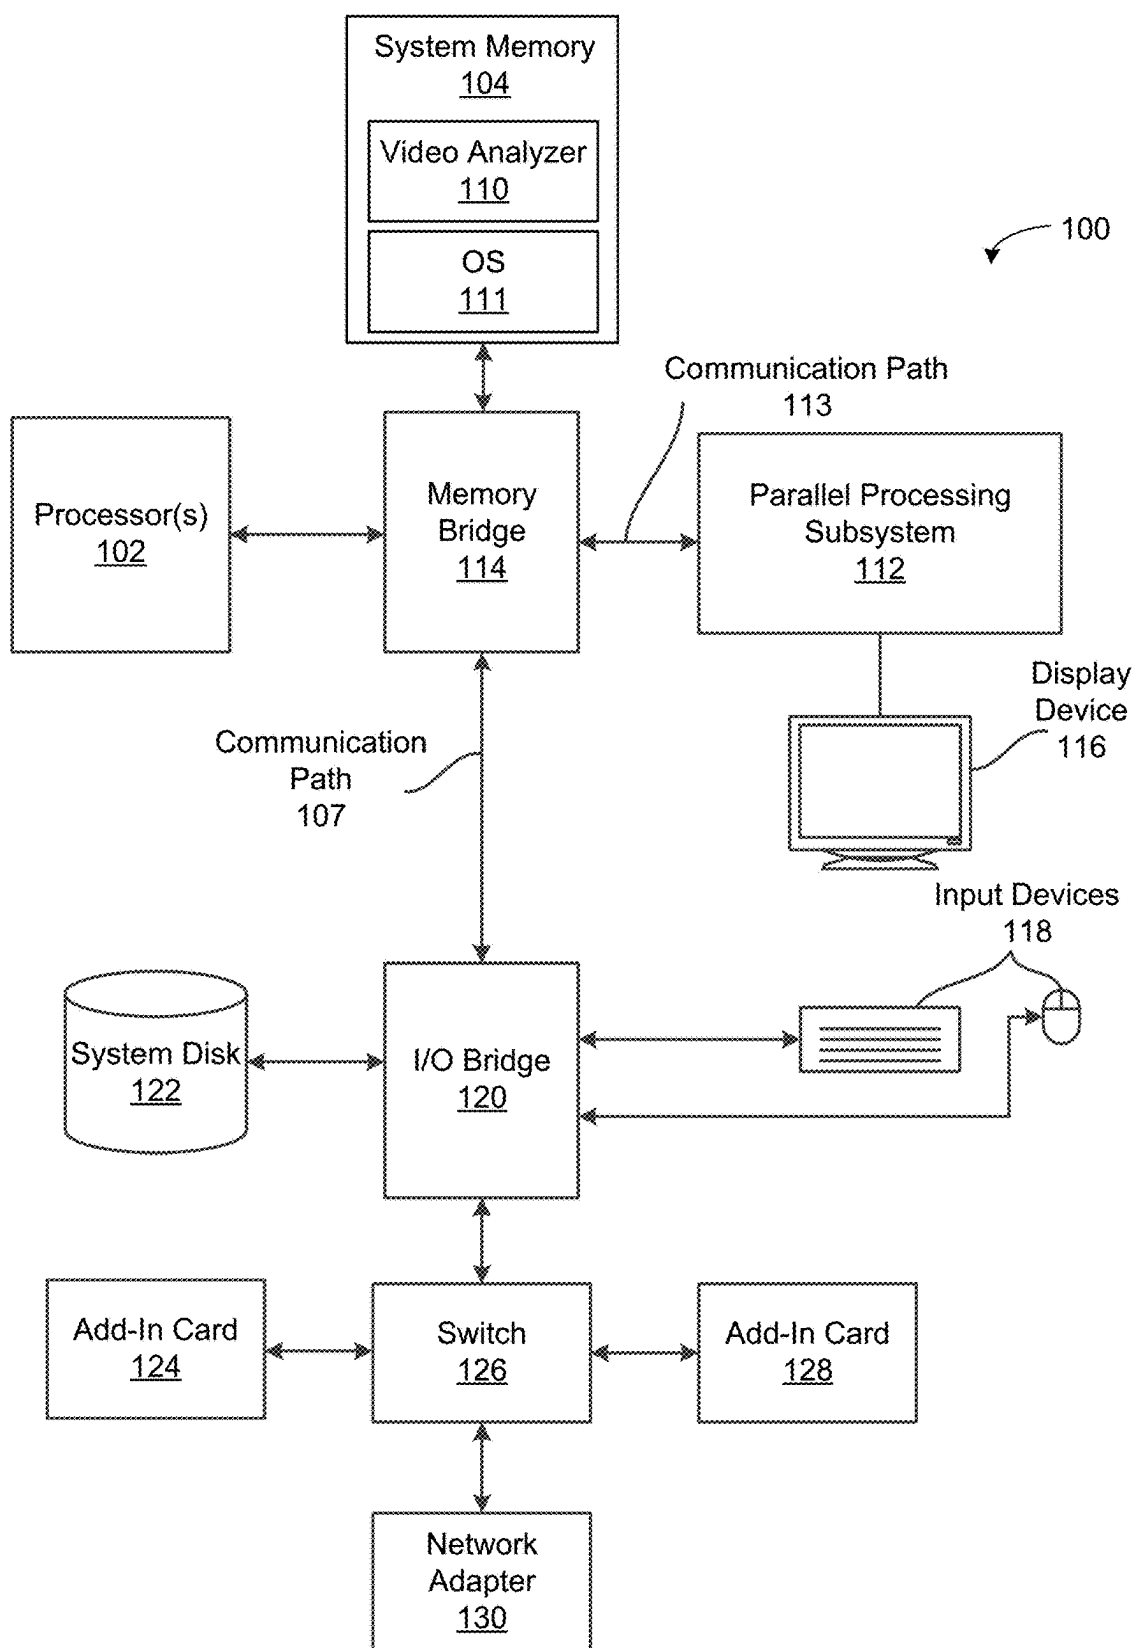 System Memory
104
Video Analyzer
110
OS
111
100
Communication Path
113
Processor(s)
102
Memory
Bridge
114
Parallel Processing
Subsystem
112
Display
Device
116
Communication
Path
107
Input Devices
118
System Disk
122
I/O Bridge
120
Add-In Card
124
Switch
126
Add-In Card
128
Network
Adapter
130